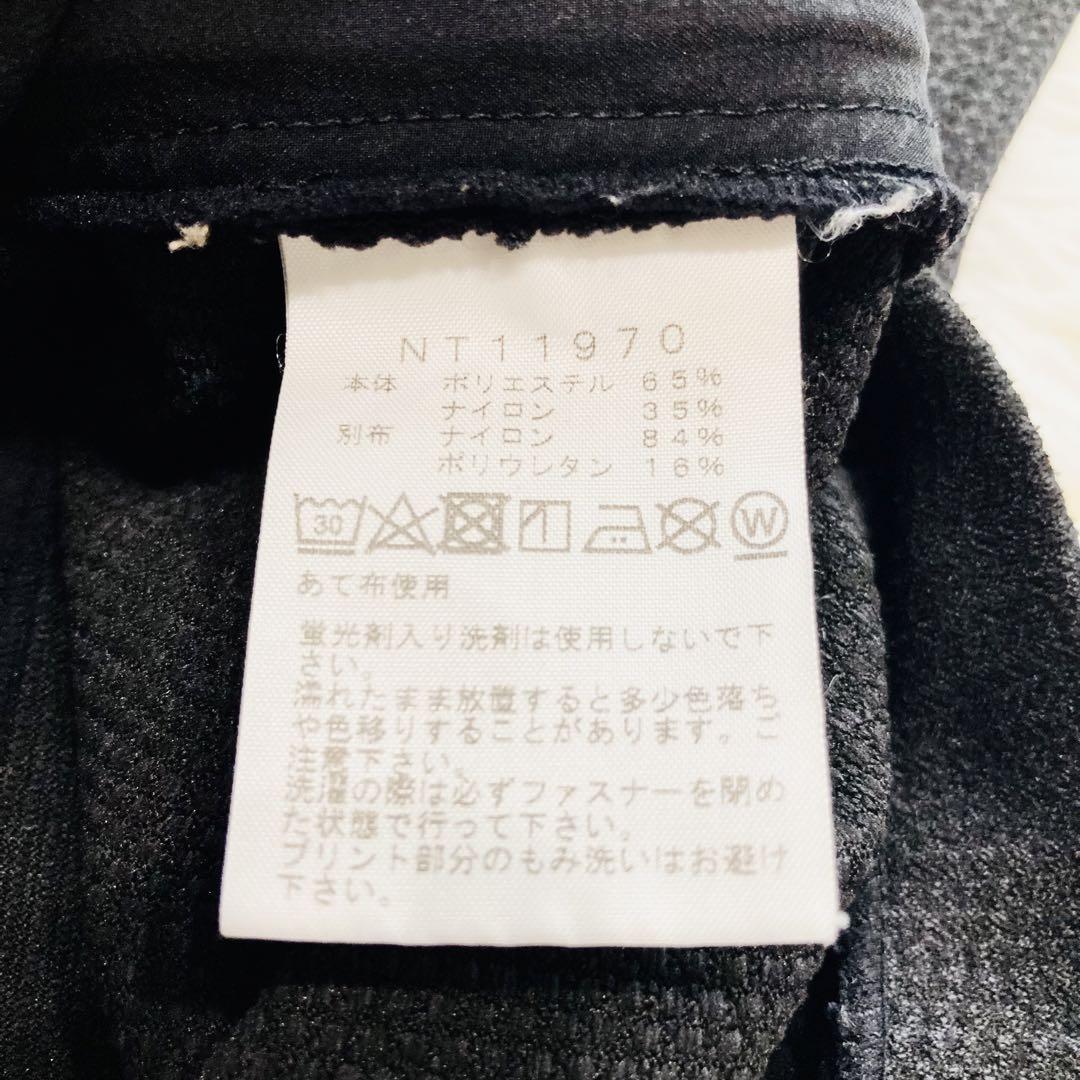 NT11970
本体 ポリエステル 65%
ナイロン 35%
別布 ナイロン 84%
ポリウレタン 16%
30 W
あて布使用
蛍光剤入り洗剤は使用しないで下
さい。
濡れたまま放置すると多少色落ち
や色移りすることがあります。ご
注意下さい。
洗濯の際は必ずファスナーを閉め
た状態で行って下さい。
プリント部分のもみ洗いはお避け
下さい。